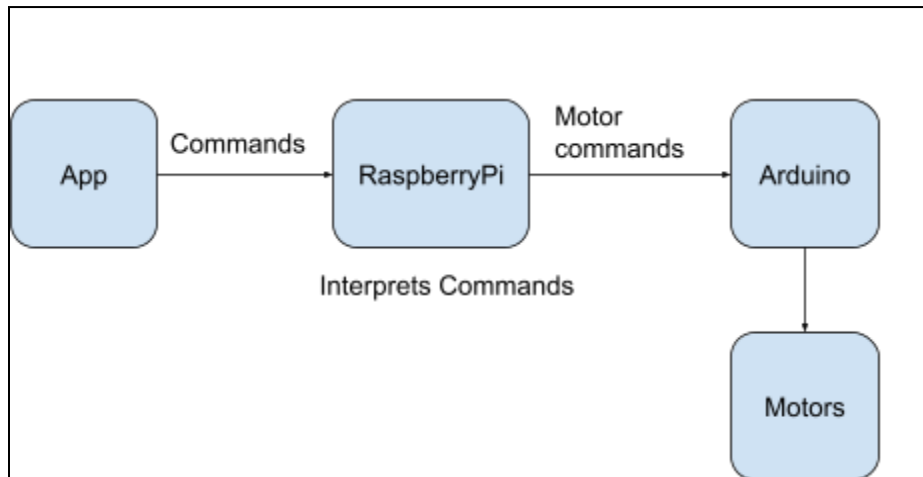 App
Commands
RaspberryPi
Motor
commands
Arduino
Interprets Commands
Motors